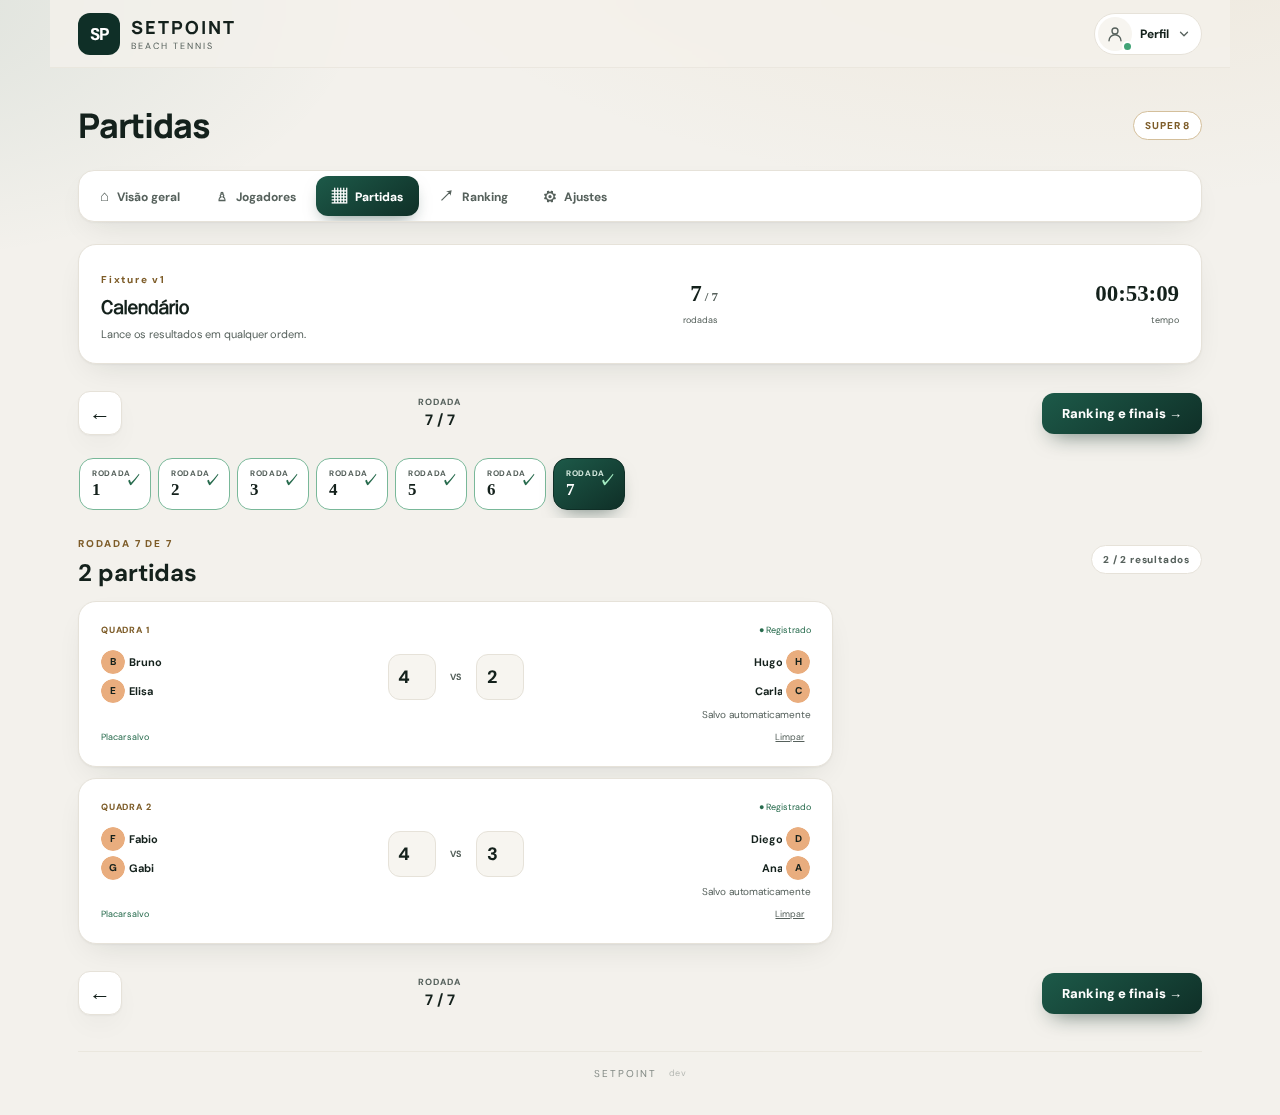 SP
SETPOINT
BEACH TENNIS
Perfil
Partidas
SUPER 8
Visão geral
Jogadores
Partidas
Ranking
Ajustes
Fixture v1
Calendário
Lance os resultados em qualquer ordem.
7 / 7
rodadas
00:53:09
tempo
←
RODADA
7 / 7
Ranking e finais →
RODADA
1 ✓
RODADA
2 ✓
RODADA
3 ✓
RODADA
4 ✓
RODADA
5 ✓
RODADA
6 ✓
RODADA
7 ✓
RODADA 7 DE 7
2 partidas
2 / 2 resultados
QUADRA 1
● Registrado
B Bruno
E Elisa
4 VS 2
Hugo H
Carla C
Salvo automaticamente
Placar salvo
Limpar
QUADRA 2
● Registrado
F Fabio
G Gabi
4 VS 3
Diego D
Ana A
Salvo automaticamente
Placar salvo
Limpar
←
RODADA
7 / 7
Ranking e finais →
SETPOINT dev